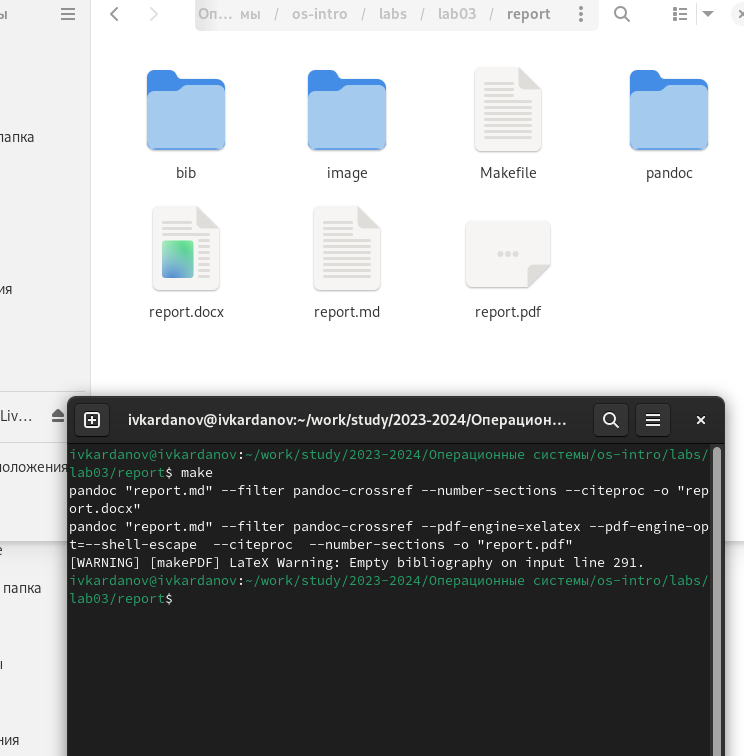 ы
Оп… мы / os-intro / labs / lab03 / report
папка
bib
image
Makefile
pandoc
ия
report.docx
report.md
report.pdf
Liv…
ivkardanov@ivkardanov:~/work/study/2023-2024/Операцион…
положения
ivkardanov@ivkardanov:~/work/study/2023-2024/Операционные системы/os-intro/labs/
lab03/report$ make
pandoc "report.md" --filter pandoc-crossref --number-sections --citeproc -o "rep
ort.docx"
pandoc "report.md" --filter pandoc-crossref --pdf-engine=xelatex --pdf-engine-op
t=--shell-escape  --citeproc  --number-sections -o "report.pdf"
[WARNING] [makePDF] LaTeX Warning: Empty bibliography on input line 291.
ivkardanov@ivkardanov:~/work/study/2023-2024/Операционные системы/os-intro/labs/
lab03/report$
е
папка
ы
ния